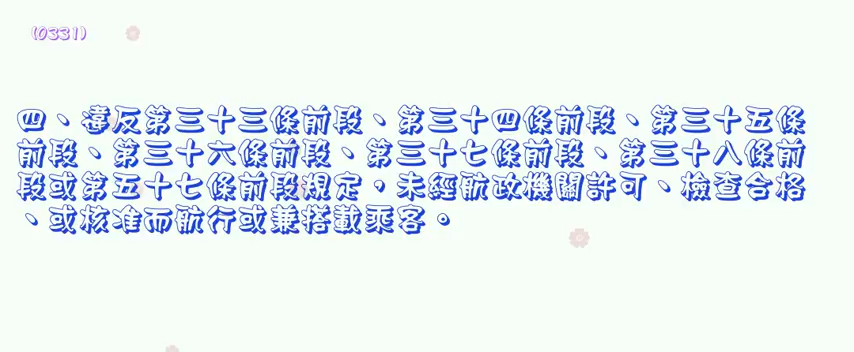 (0331)
四、違反第三十三條前段、第三十四條前段、第三十五條
前段、第三十六條前段、第三十七條前段、第三十八條前
段或第五十七條前段規定，未經航政機關許可、檢查合格
、或核准而航行或兼搭載乘客。